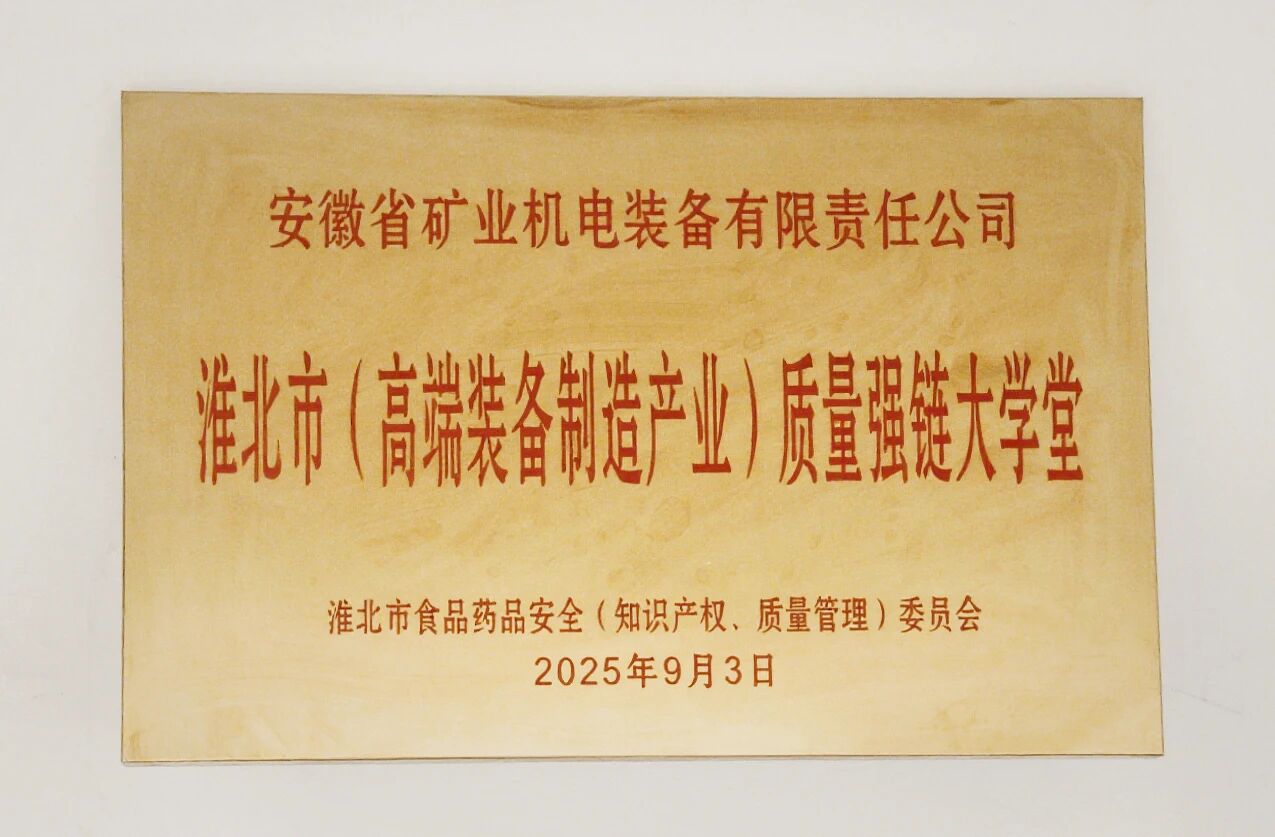 安徽省矿业机电装备有限责任公司
淮北市（高端装备制造产业）质量强链大学堂
淮北市食品药品安全（知识产权、质量管理）委员会
2025年9月3日